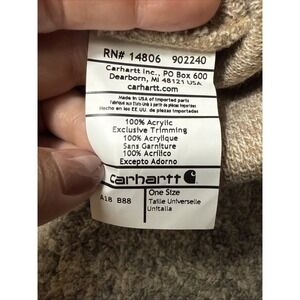 RN# 14806 902240
Carhartt Inc., PO Box 600
Dearborn, MI 48121 USA
carhartt.com
Made in USA of imported parts
Fabriqué aux États-Unis à partir de pièces importées
Hecho en los EE UU. de piezas importadas
100% Acrylic
Exclusive Trimming
100% Acrylique
Sans Garniture
100% Acrílico
Excepto Adorno
carhartt
A18 B88
One Size
Taille Universelle
Unitalla